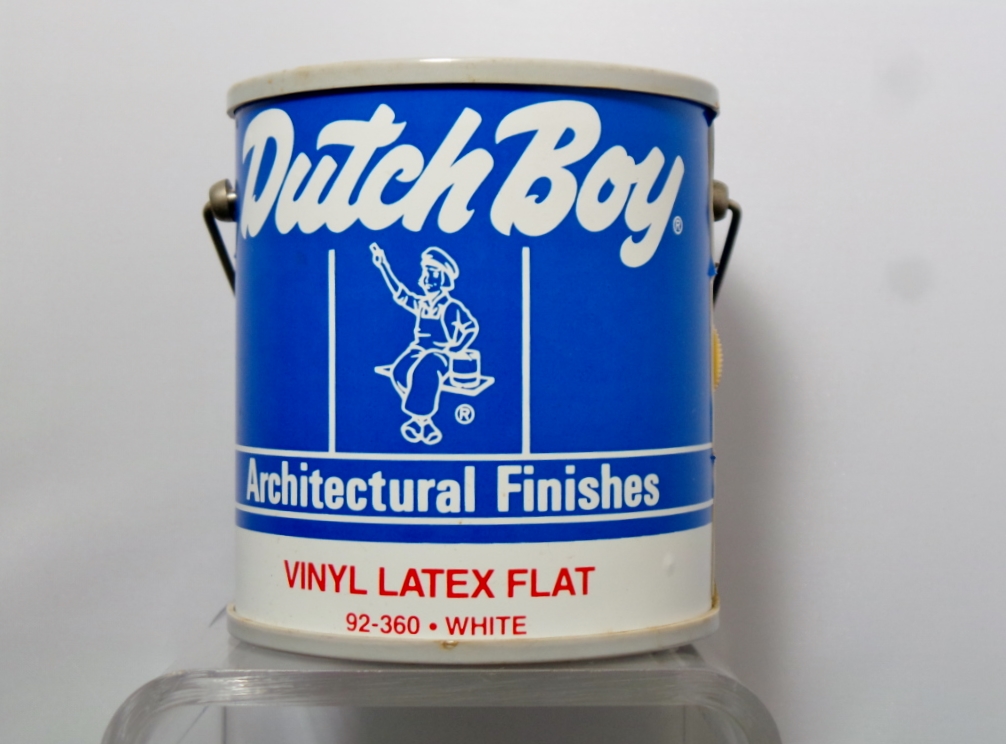 Dutch Boy®
®
Architectural Finishes
VINYL LATEX FLAT
92-360 • WHITE